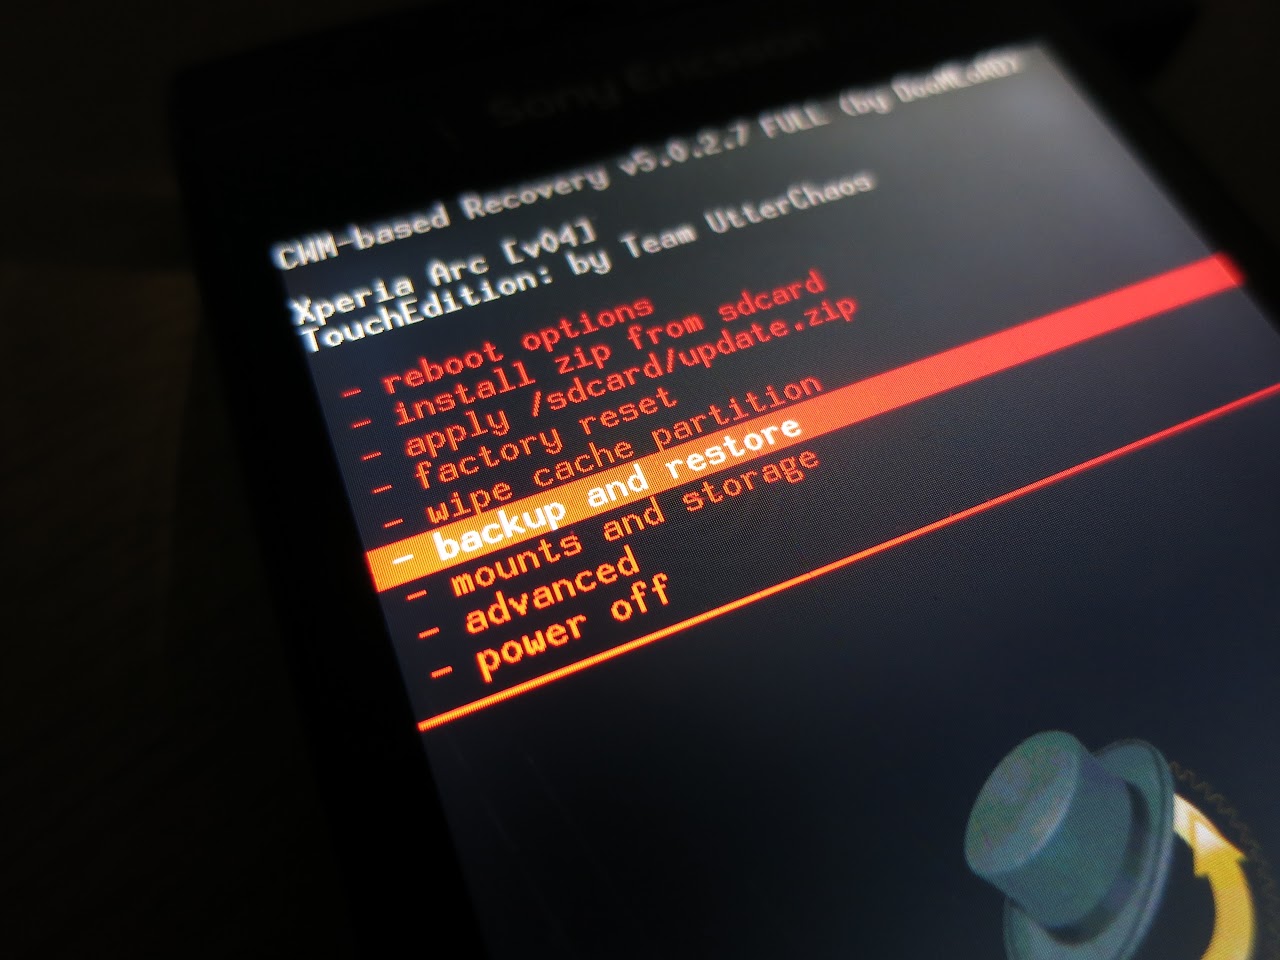 Sony Ericsson
CWM-based Recovery v5.0.2.7 FULL (by DooMLoRD)
Xperia Arc [v04]
TouchEdition: by Team UtterChaos
- reboot options
- install zip from sdcard
- apply /sdcard/update.zip
- factory reset
- wipe cache partition
- backup and restore
- mounts and storage
- advanced
- power off